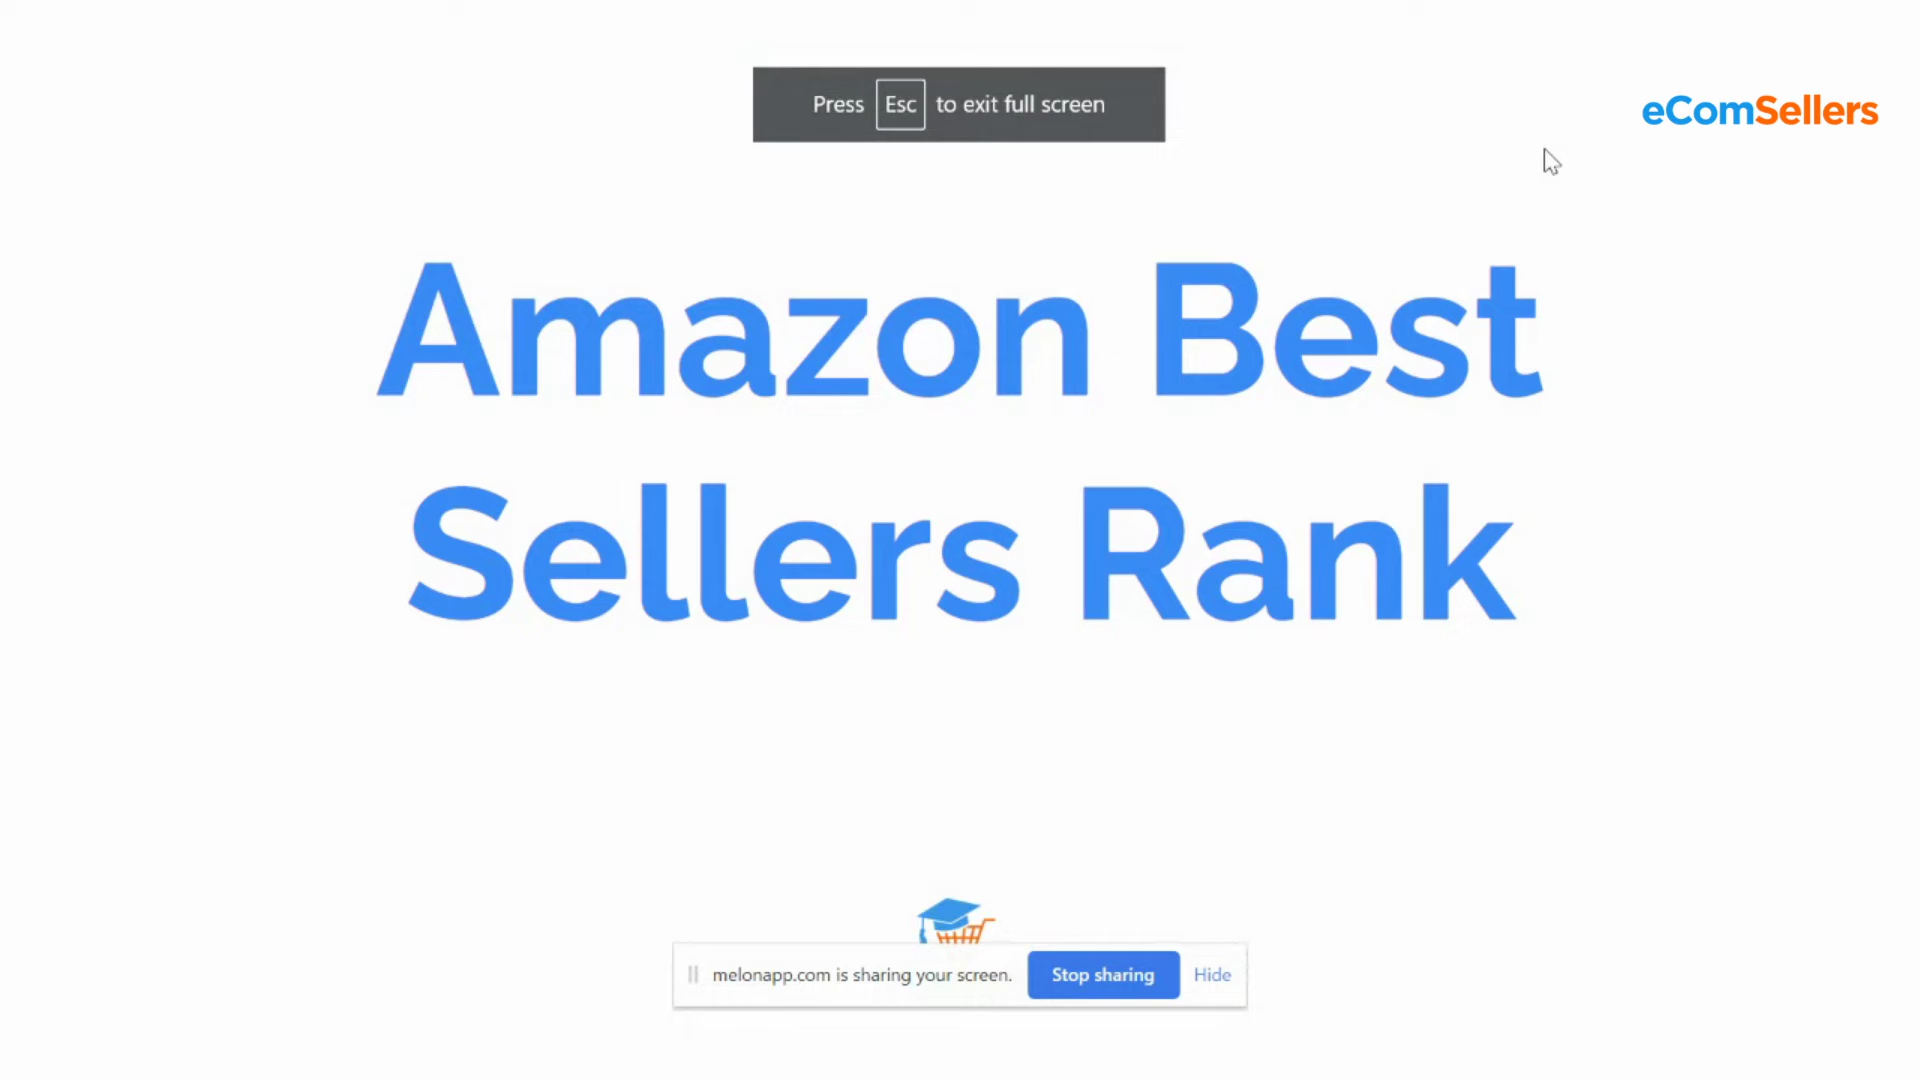 Press Esc to exit full screen
eComSellers
Amazon Best
Sellers Rank
melonapp.com is sharing your screen. Stop sharing Hide